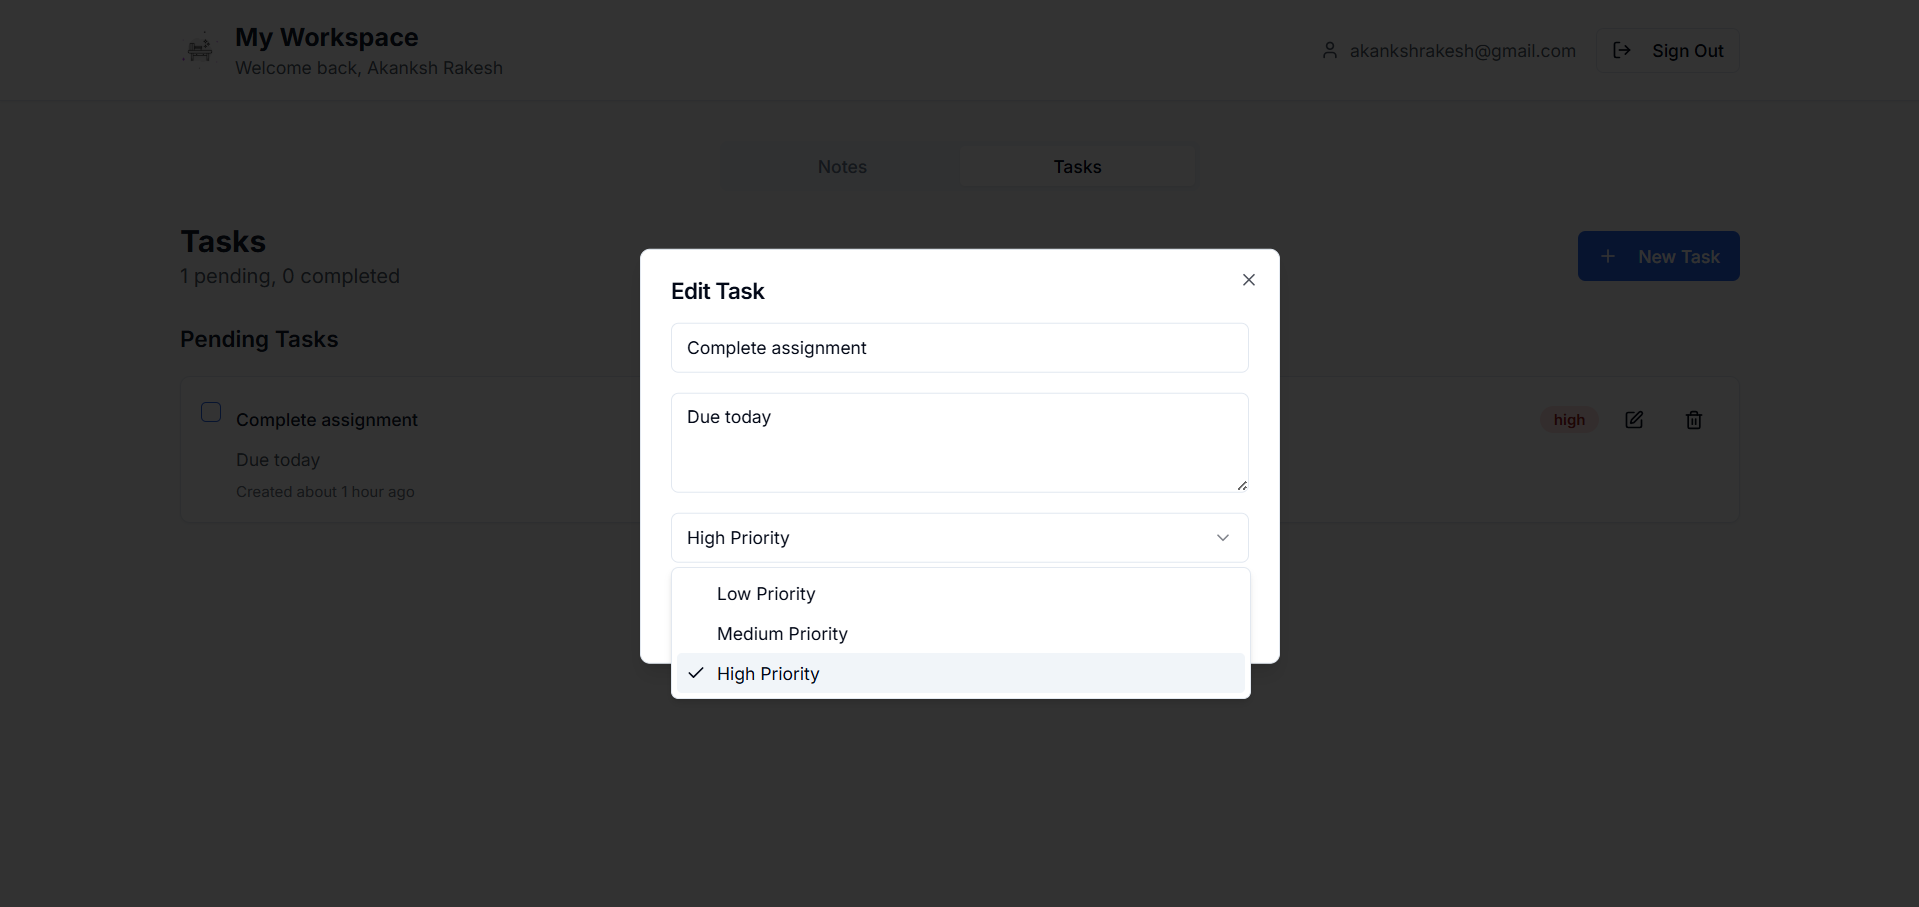 My Workspace
Welcome back, Akanksh Rakesh
akankshrakesh@gmail.com
Sign Out
Notes
Tasks
Tasks
1 pending, 0 completed
New Task
Pending Tasks
Complete assignment
Due today
Created about 1 hour ago
high
Edit Task
Complete assignment
Due today
High Priority
Low Priority
Medium Priority
High Priority